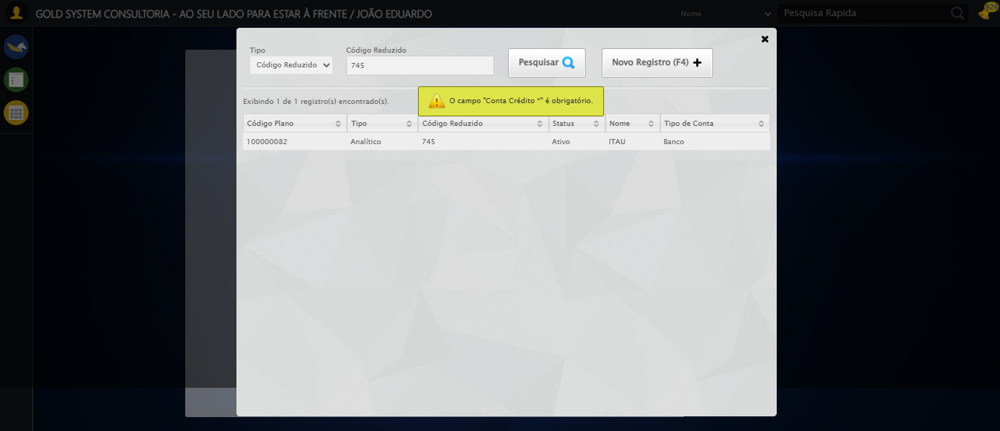 GOLD SYSTEM CONSULTORIA - AO SEU LADO PARA ESTAR À FRENTE / JOÃO EDUARDO
Nome
Pesquisa Rapida
926
Tipo
Código Reduzido
Código Reduzido
745
Pesquisar
Novo Registro (F4)
Exibindo 1 de 1 registro(s) encontrado(s).
O campo "Conta Crédito *" é obrigatório.
Código Plano Tipo Código Reduzido Status Nome Tipo de Conta
100000082 Analítico 745 Ativo ITAU Banco